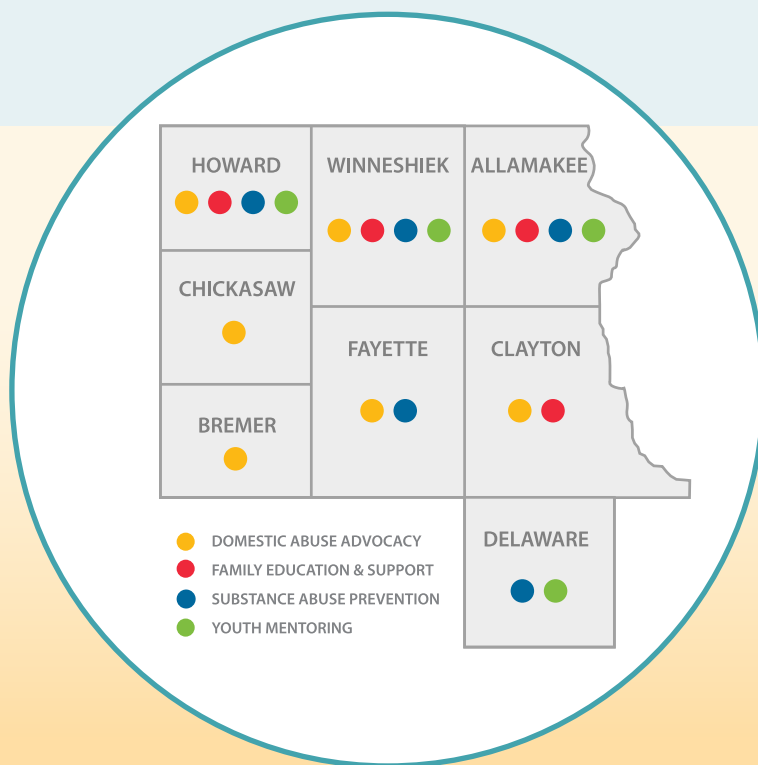 HOWARD
WINNESHIEK
ALLAMAKEE
CHICKASAW
FAYETTE
CLAYTON
BREMER
DOMESTIC ABUSE ADVOCACY
FAMILY EDUCATION & SUPPORT
SUBSTANCE ABUSE PREVENTION
YOUTH MENTORING
DELAWARE